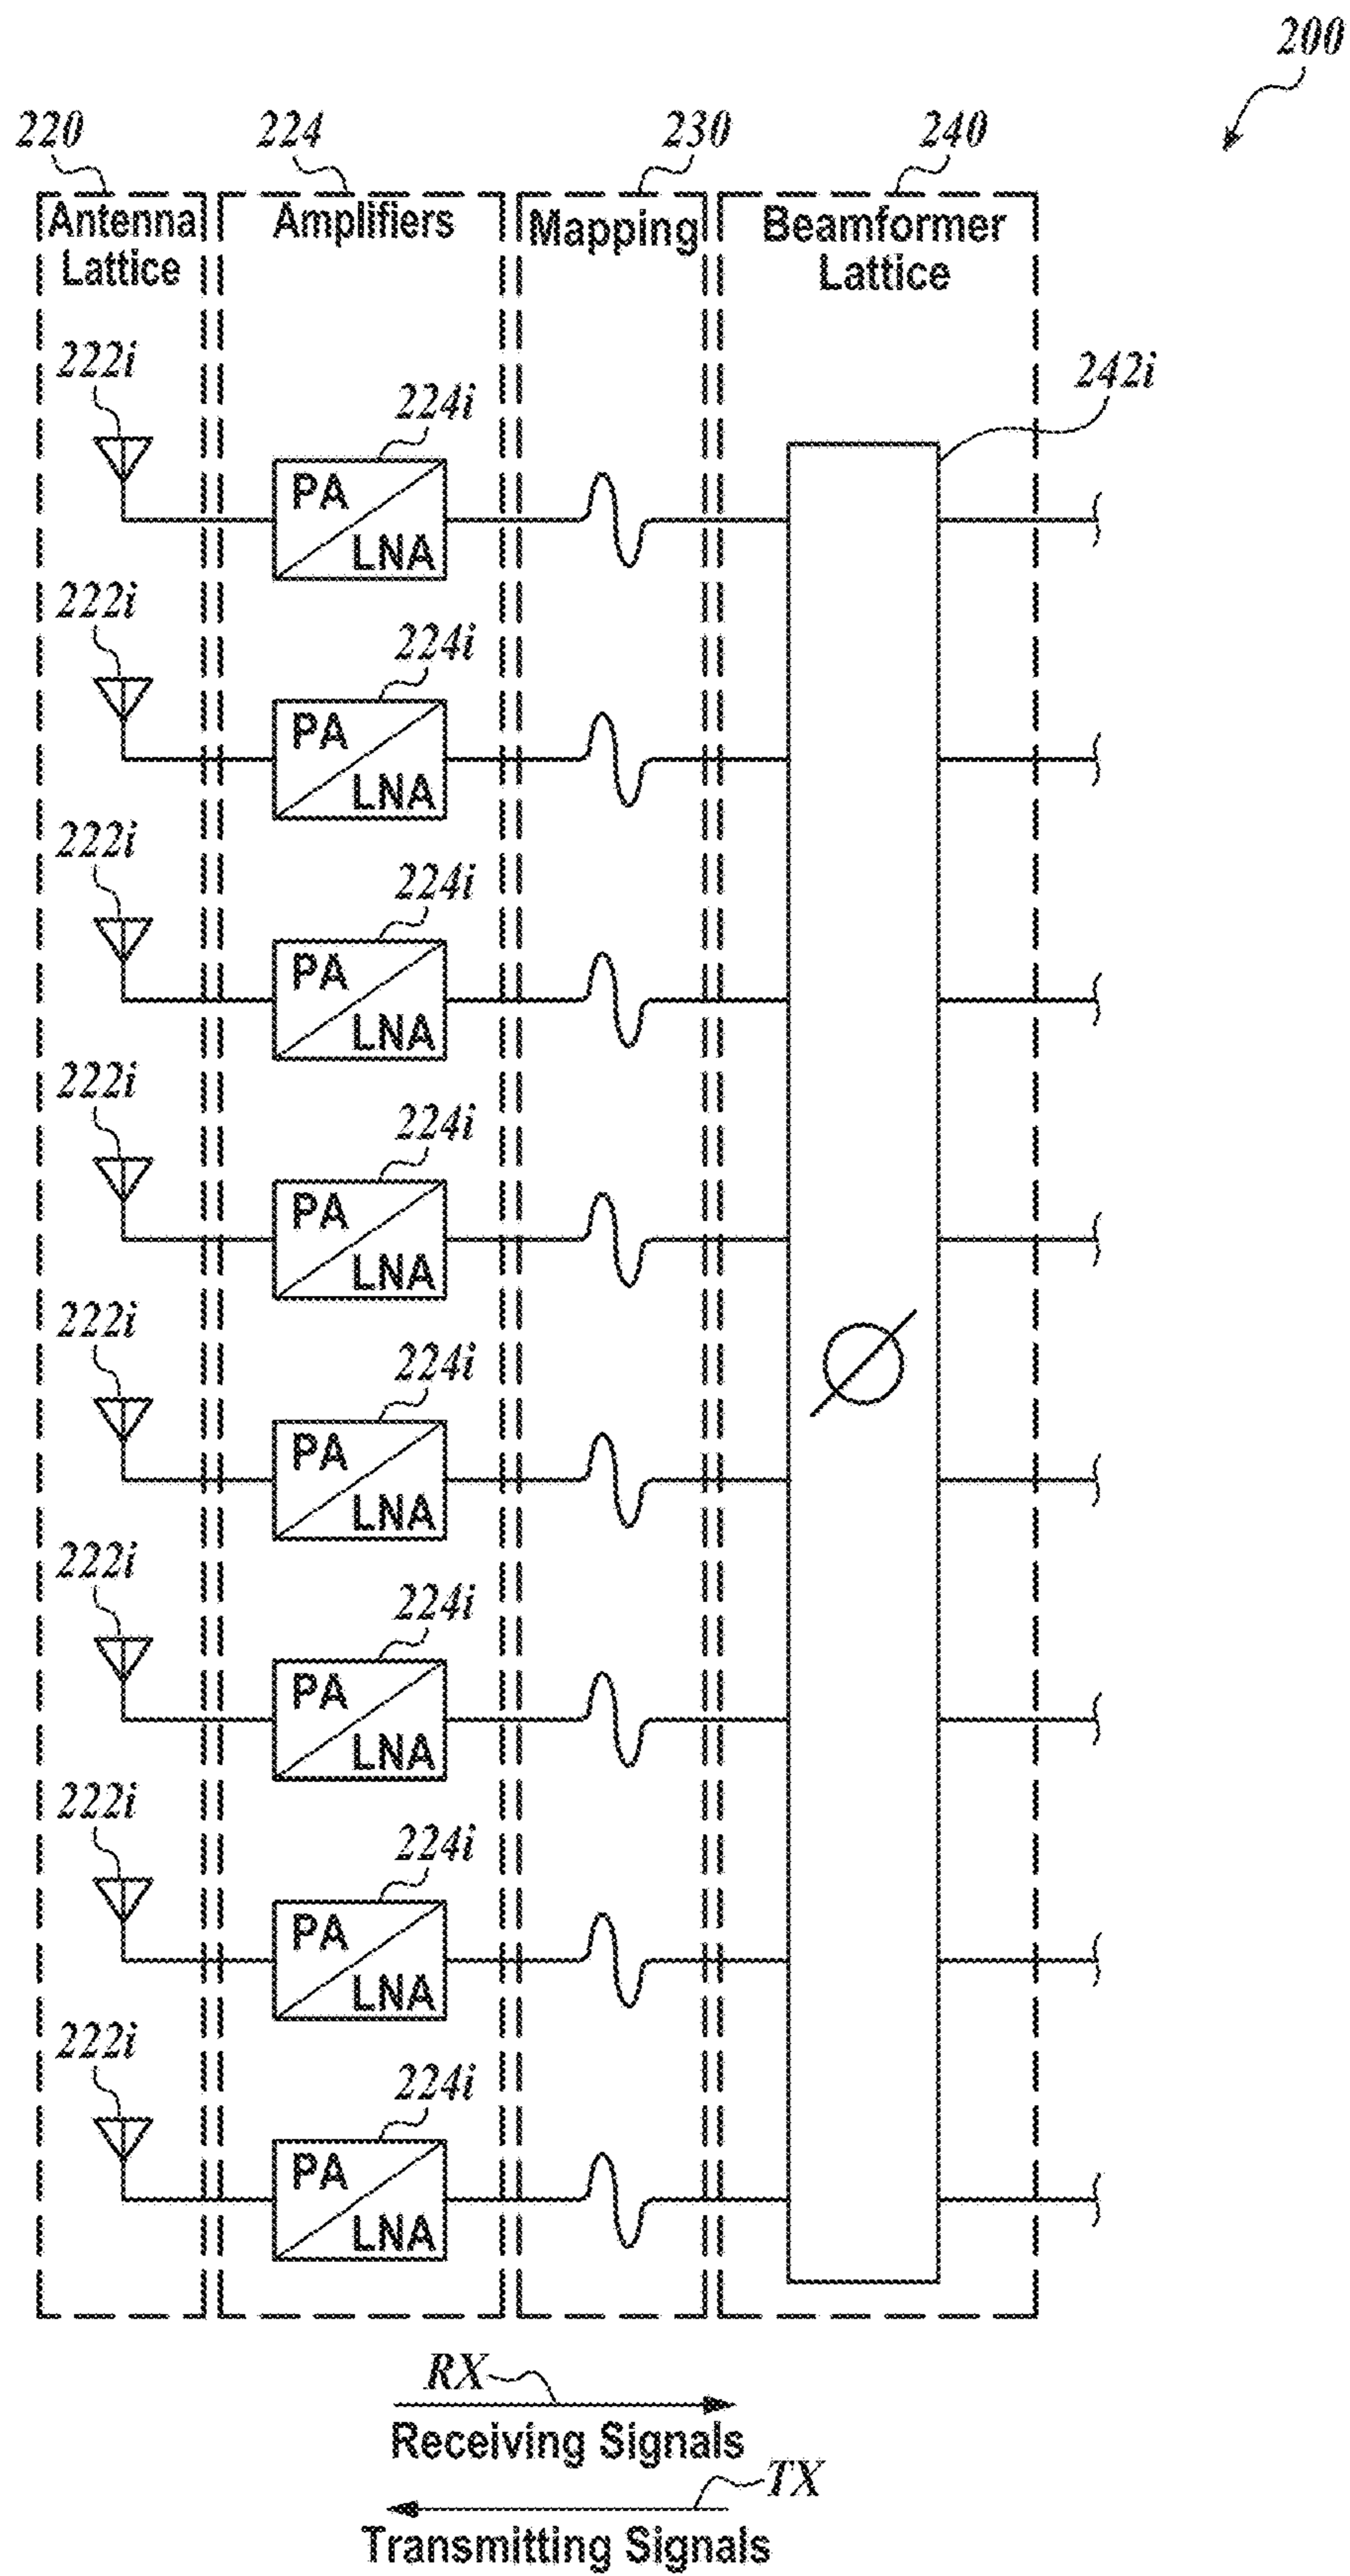 200
220
224
230
240
Antenna
Lattice
Amplifiers
Mapping
Beamformer
Lattice
222i
224i
242i
PA
LNA
222i
224i
PA
LNA
222i
224i
PA
LNA
222i
224i
PA
LNA
222i
224i
PA
LNA
Ø
222i
224i
PA
LNA
222i
224i
PA
LNA
222i
224i
PA
LNA
RX
Receiving Signals
TX
Transmitting Signals